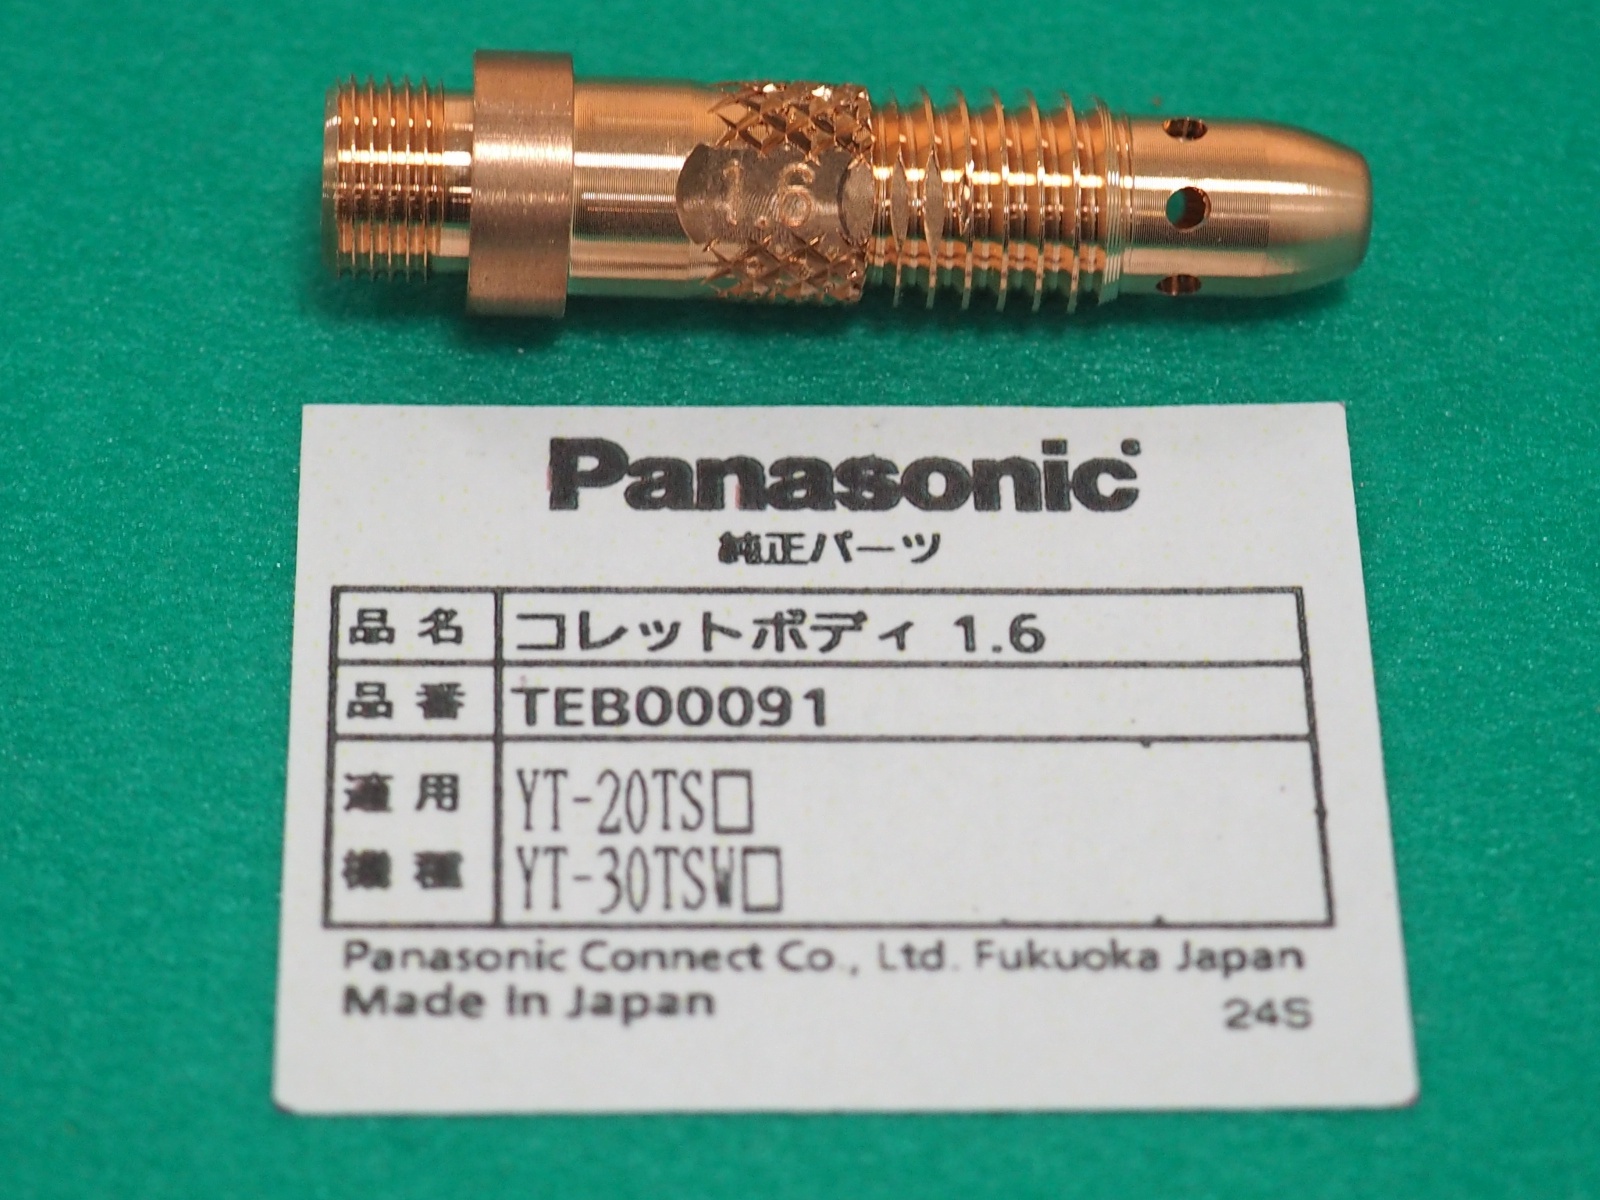 1.6
Panasonic
純正パーツ
品名 コレットボディ 1.6
品番 TEB00091
適用 YT-20TS□
機種 YT-30TSW□
Panasonic Connect Co., Ltd. Fukuoka Japan
Made In Japan
24S